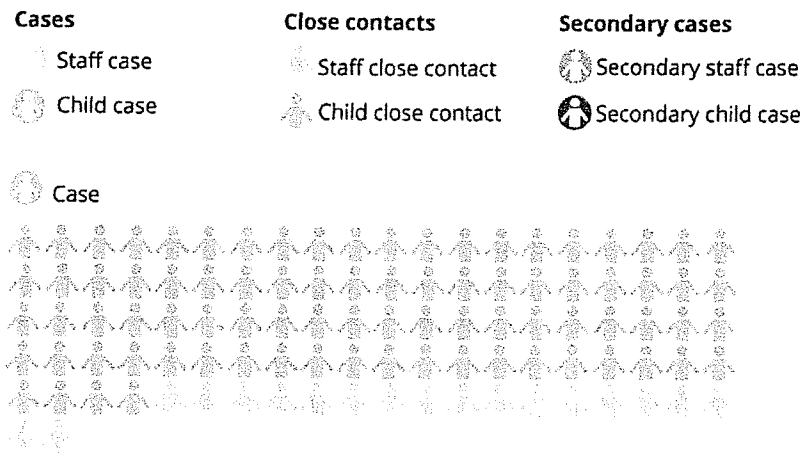 Cases
Staff case
Child case
Close contacts
Staff close contact
Child close contact
Secondary cases
Secondary staff case
Secondary child case
Case